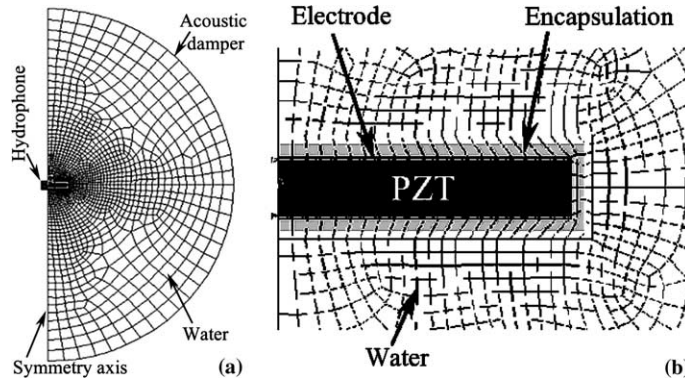 Acoustic
damper
Hydrophone
Water
Symmetry axis
(a)
Electrode
Encapsulation
PZT
Water
(b)